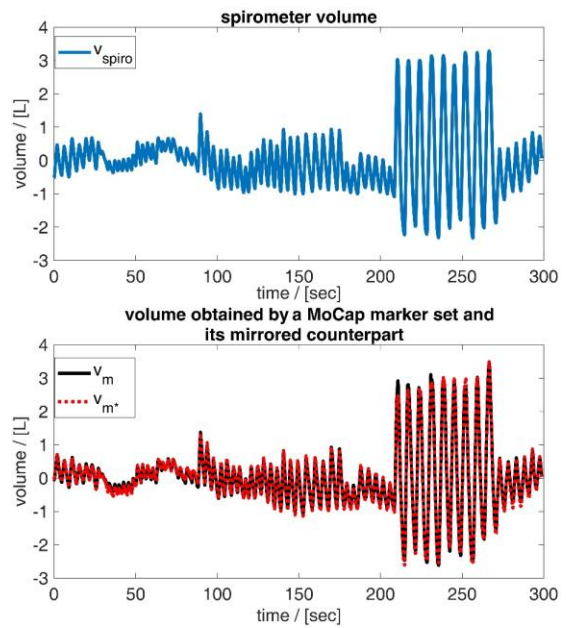 spirometer volume
v_spiro
volume / [L]
4
3
2
1
0
-1
-2
-3
0 50 100 150 200 250 300
time / [sec]
volume obtained by a MoCap marker set and
its mirrored counterpart
v_m
v_m*
volume / [L]
4
3
2
1
0
-1
-2
-3
0 50 100 150 200 250 300
time / [sec]